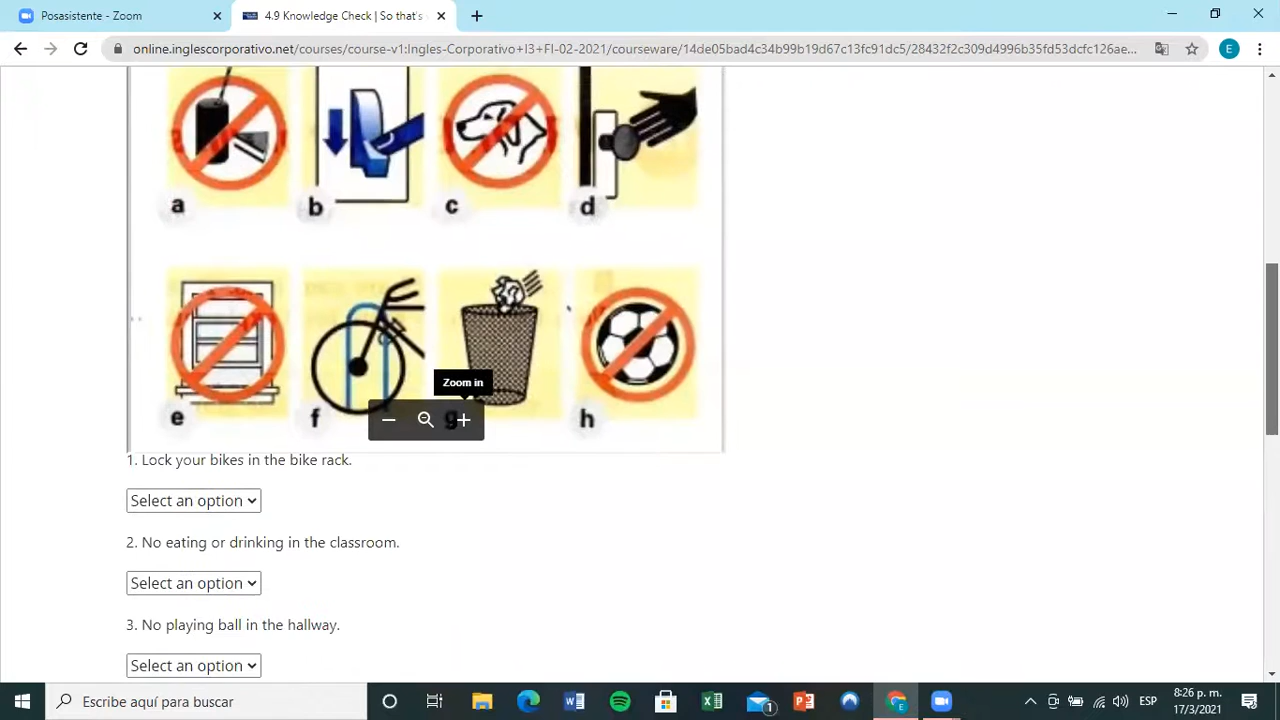 Posasistente - Zoom
4.9 Knowledge Check | So that's
online.inglescorporativo.net/courses/course-v1:Ingles-Corporativo+I3+FI-02-2021/courseware/14de05bad4c34b99b19d67c13fc91dc5/28432f2c309d4996b35fd53dcfc126ae...
E
a
b
c
d
e
f
g
h
Zoom in
1. Lock your bikes in the bike rack.
Select an option
2. No eating or drinking in the classroom.
Select an option
3. No playing ball in the hallway.
Select an option
Escribe aquí para buscar
1
ESP
8:26 p. m.
17/3/2021